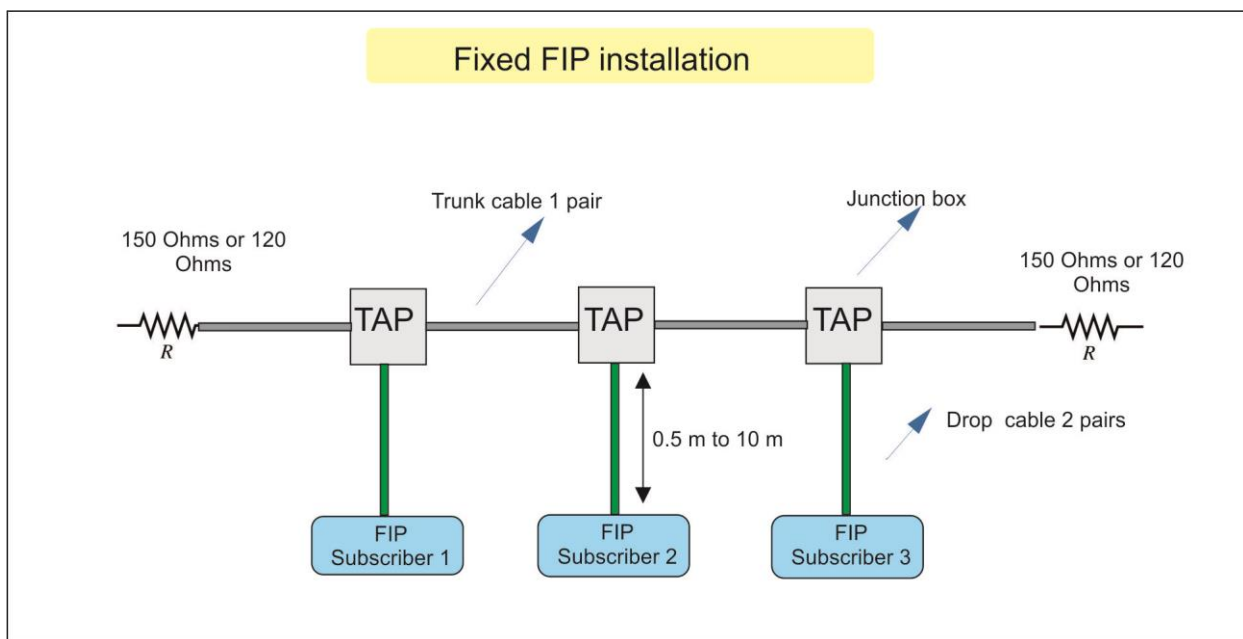 Fixed FIP installation
Trunk cable 1 pair
Junction box
150 Ohms or 120
Ohms
150 Ohms or 120
Ohms
TAP
TAP
TAP
R
R
0.5 m to 10 m
Drop cable 2 pairs
FIP
Subscriber 1
FIP
Subscriber 2
FIP
Subscriber 3